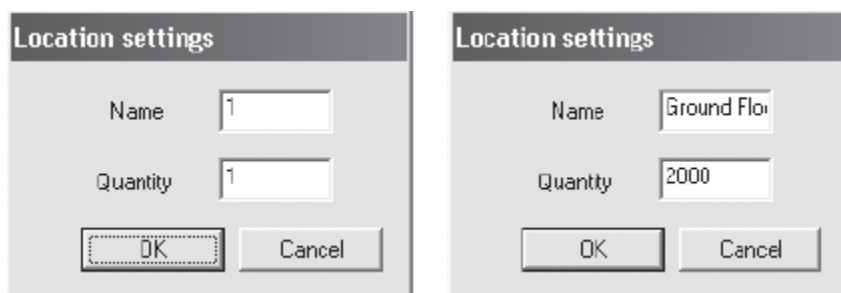 Location settings
Name 1
Quantity 1
OK Cancel
Location settings
Name Ground Flo
Quantity 2000
OK Cancel